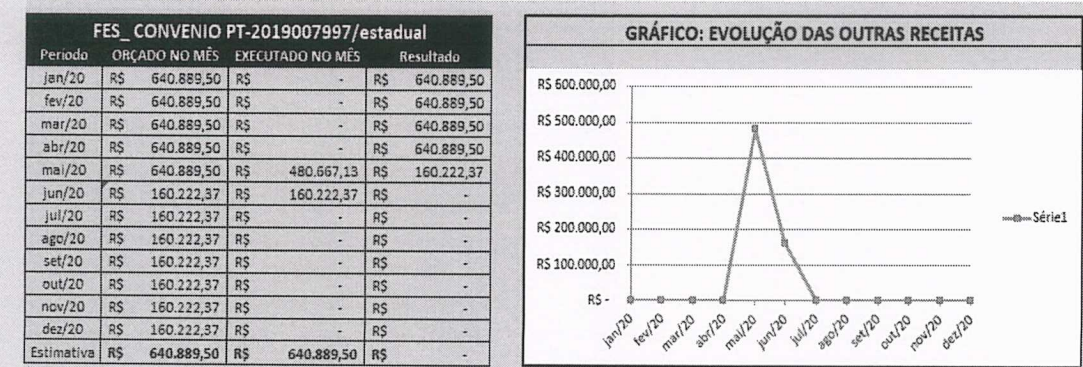 FES_ CONVENIO PT-2019007997/estadual
Período ORÇADO NO MÊS EXECUTADO NO MÊS Resultado
jan/20 R$ 640.889,50 R$ - R$ 640.889,50
fev/20 R$ 640.889,50 R$ - R$ 640.889,50
mar/20 R$ 640.889,50 R$ - R$ 640.889,50
abr/20 R$ 640.889,50 R$ - R$ 640.889,50
mai/20 R$ 640.889,50 R$ 480.667,13 R$ 160.222,37
jun/20 R$ 160.222,37 R$ 160.222,37 R$ -
jul/20 R$ 160.222,37 R$ - R$ -
ago/20 R$ 160.222,37 R$ - R$ -
set/20 R$ 160.222,37 R$ - R$ -
out/20 R$ 160.222,37 R$ - R$ -
nov/20 R$ 160.222,37 R$ - R$ -
dez/20 R$ 160.222,37 R$ - R$ -
Estimativa R$ 640.889,50 R$ 640.889,50 R$ -
GRÁFICO: EVOLUÇÃO DAS OUTRAS RECEITAS
R$ 600.000,00
R$ 500.000,00
R$ 400.000,00
R$ 300.000,00
R$ 200.000,00
R$ 100.000,00
R$ -
jan/20 fev/20 mar/20 abr/20 mai/20 jun/20 jul/20 ago/20 set/20 out/20 nov/20 dez/20
Série1